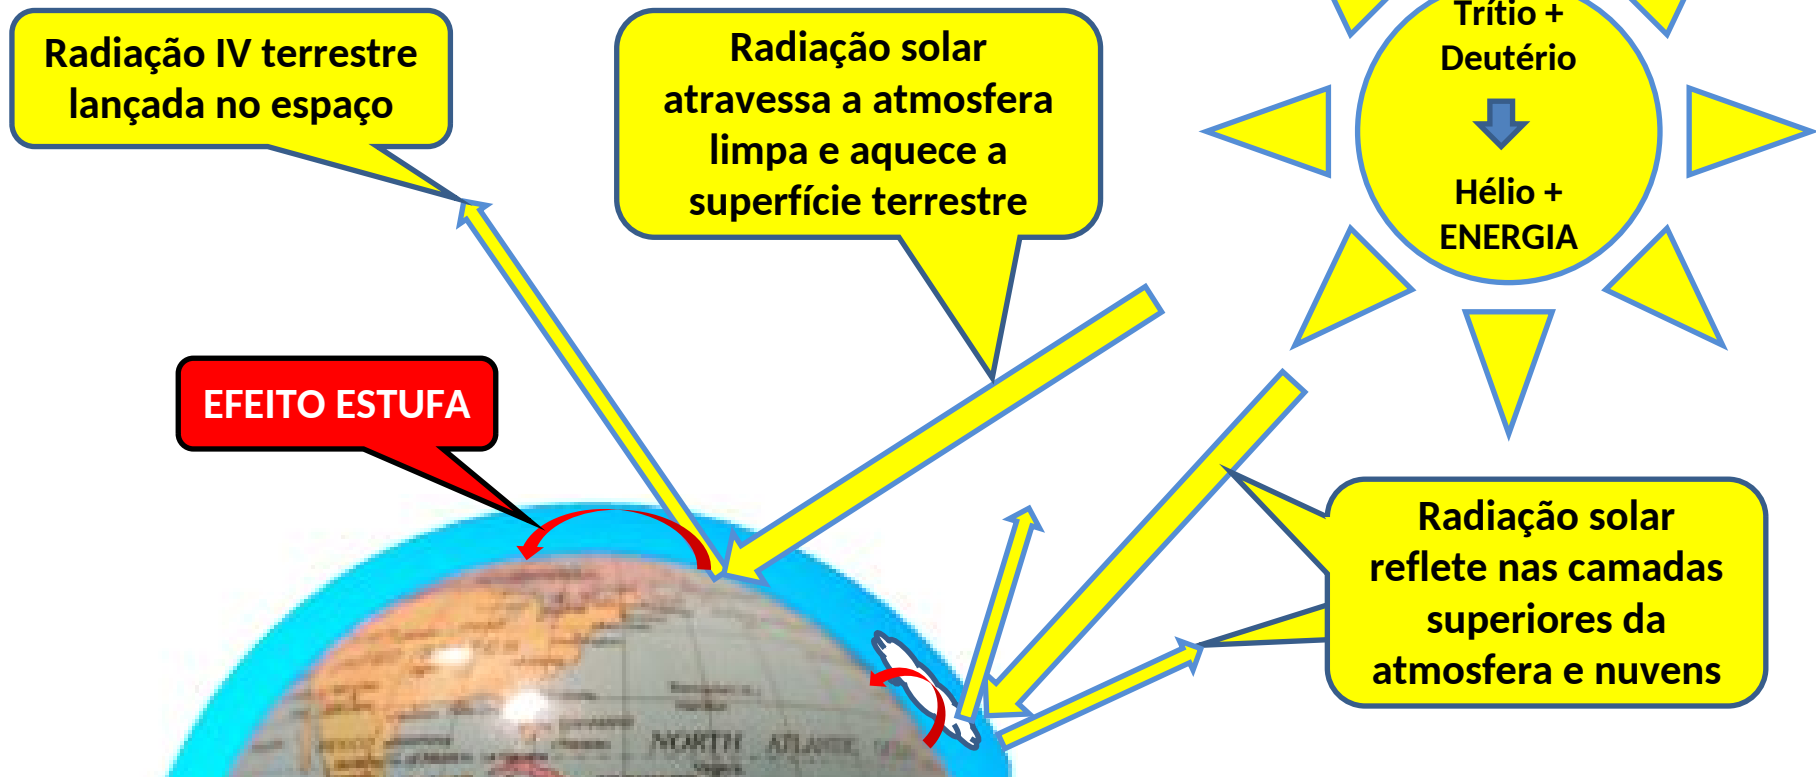 Radiação IV terrestre
lançada no espaço
Radiação solar
atravessa a atmosfera
limpa e aquece a
superfície terrestre
Trítio +
Deutério
Hélio +
ENERGIA
EFEITO ESTUFA
Radiação solar
reflete nas camadas
superiores da
atmosfera e nuvens
NORTH ATLANTIC